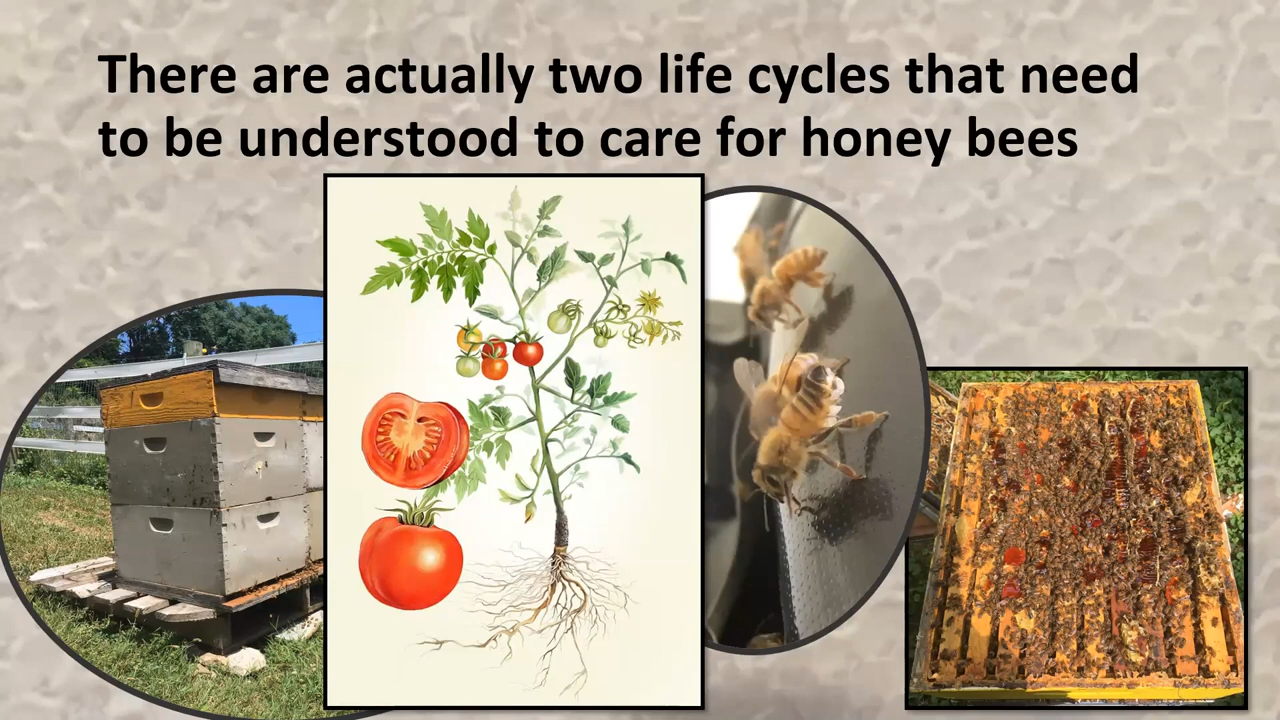 There are actually two life cycles that need
to be understood to care for honey bees